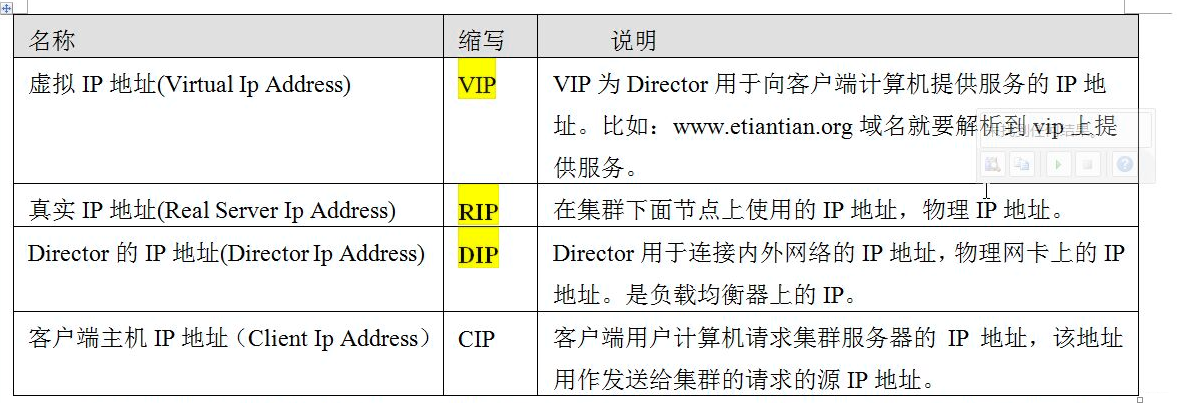 名称 缩写 说明
虚拟 IP 地址(Virtual Ip Address) VIP VIP 为 Director 用于向客户端计算机提供服务的 IP 地
址。比如：www.etiantian.org 域名就要解析到 vip 上提
供服务。
真实 IP 地址(Real Server Ip Address) RIP 在集群下面节点上使用的 IP 地址，物理 IP 地址。
Director 的 IP 地址(Director Ip Address) DIP Director 用于连接内外网络的 IP 地址，物理网卡上的 IP
地址。是负载均衡器上的 IP。
客户端主机 IP 地址（Client Ip Address） CIP 客户端用户计算机请求集群服务器的 IP 地址，该地址
用作发送给集群的请求的源 IP 地址。